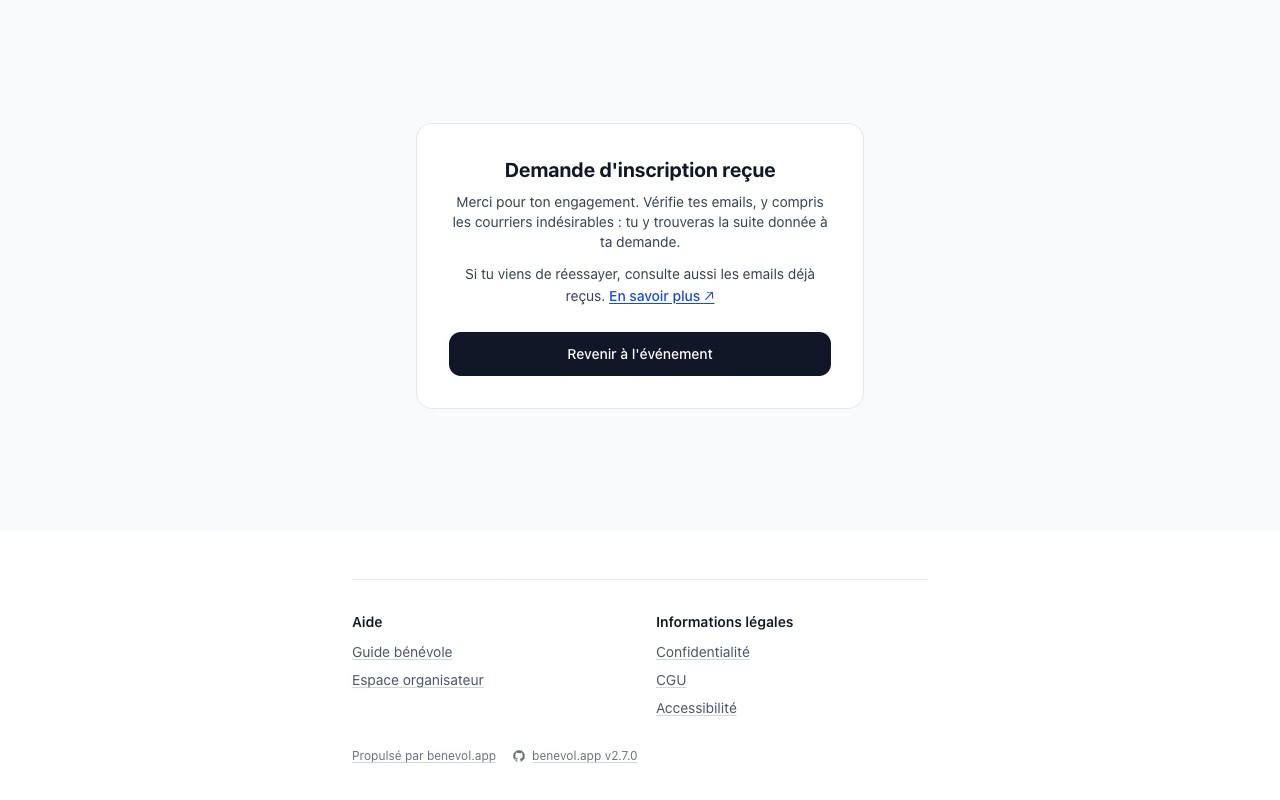 Demande d'inscription reçue
Merci pour ton engagement. Vérifie tes emails, y compris
les courriers indésirables : tu y trouveras la suite donnée à
ta demande.
Si tu viens de réessayer, consulte aussi les emails déjà
reçus. En savoir plus ↗
Revenir à l'événement
Aide
Guide bénévole
Espace organisateur
Informations légales
Confidentialité
CGU
Accessibilité
Propulsé par benevol.app benevol.app v2.7.0